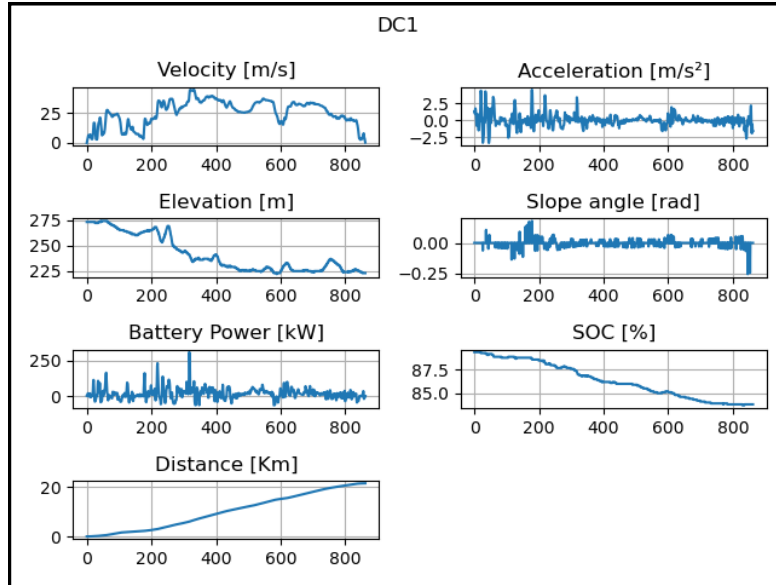 DC1
Velocity [m/s]
25
0
0 200 400 600 800
Acceleration [m/s²]
2.5
0.0
−2.5
0 200 400 600 800
Elevation [m]
275
250
225
0 200 400 600 800
Slope angle [rad]
0.00
−0.25
0 200 400 600 800
Battery Power [kW]
250
0
0 200 400 600 800
SOC [%]
87.5
85.0
0 200 400 600 800
Distance [Km]
20
0
0 200 400 600 800